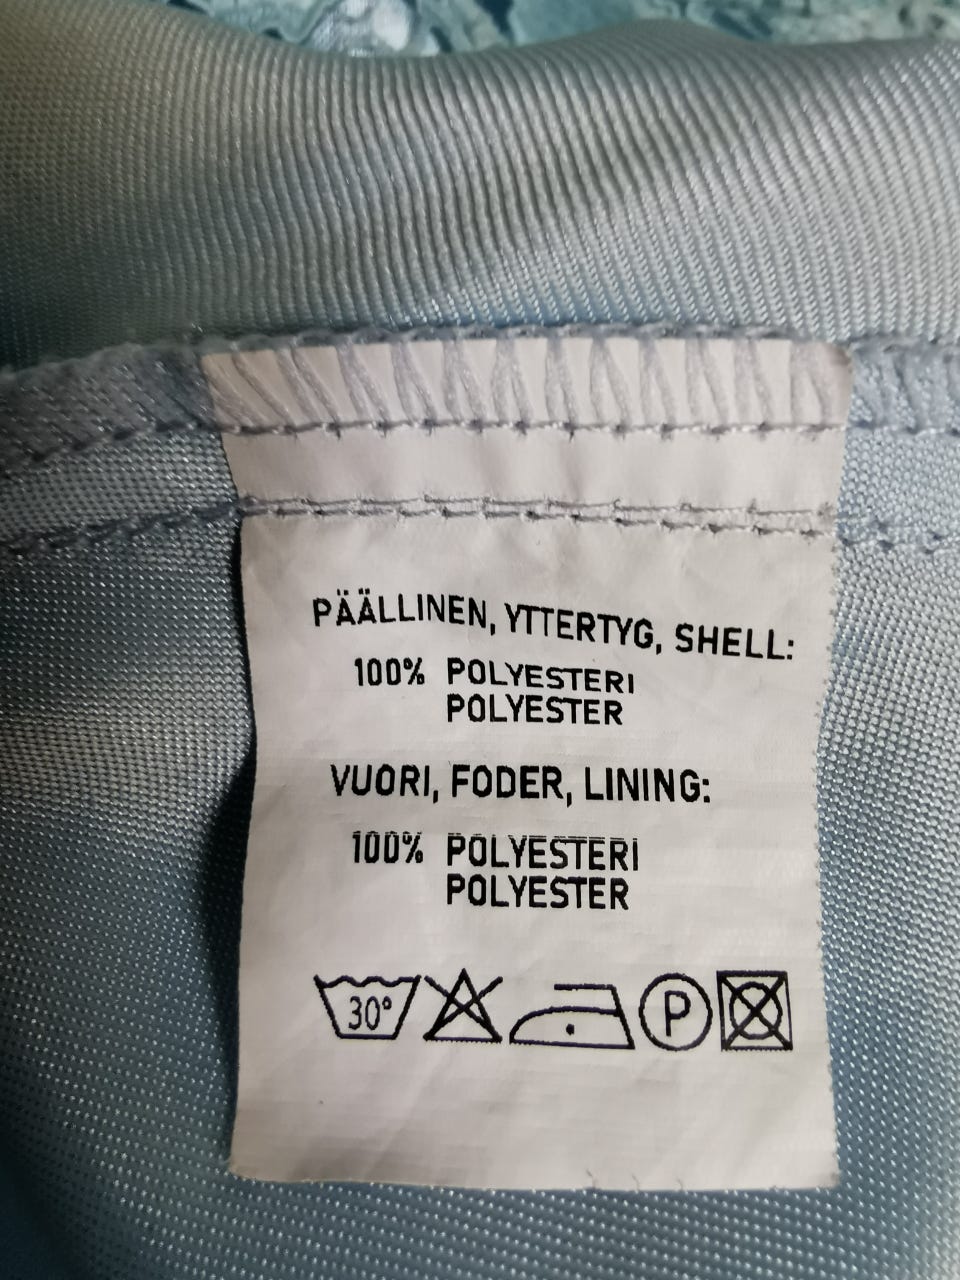 PÄÄLLINEN, YTTERTYG, SHELL:
100% POLYESTERI
POLYESTER
VUORI, FODER, LINING:
100% POLYESTERI
POLYESTER
30° P